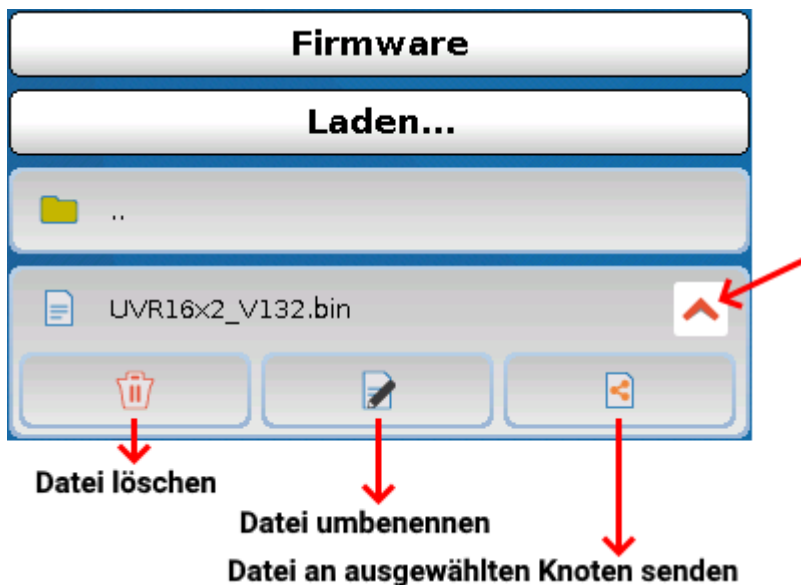 Firmware
Laden...
..
UVR16x2_V132.bin
Datei löschen
Datei umbenennen
Datei an ausgewählten Knoten senden